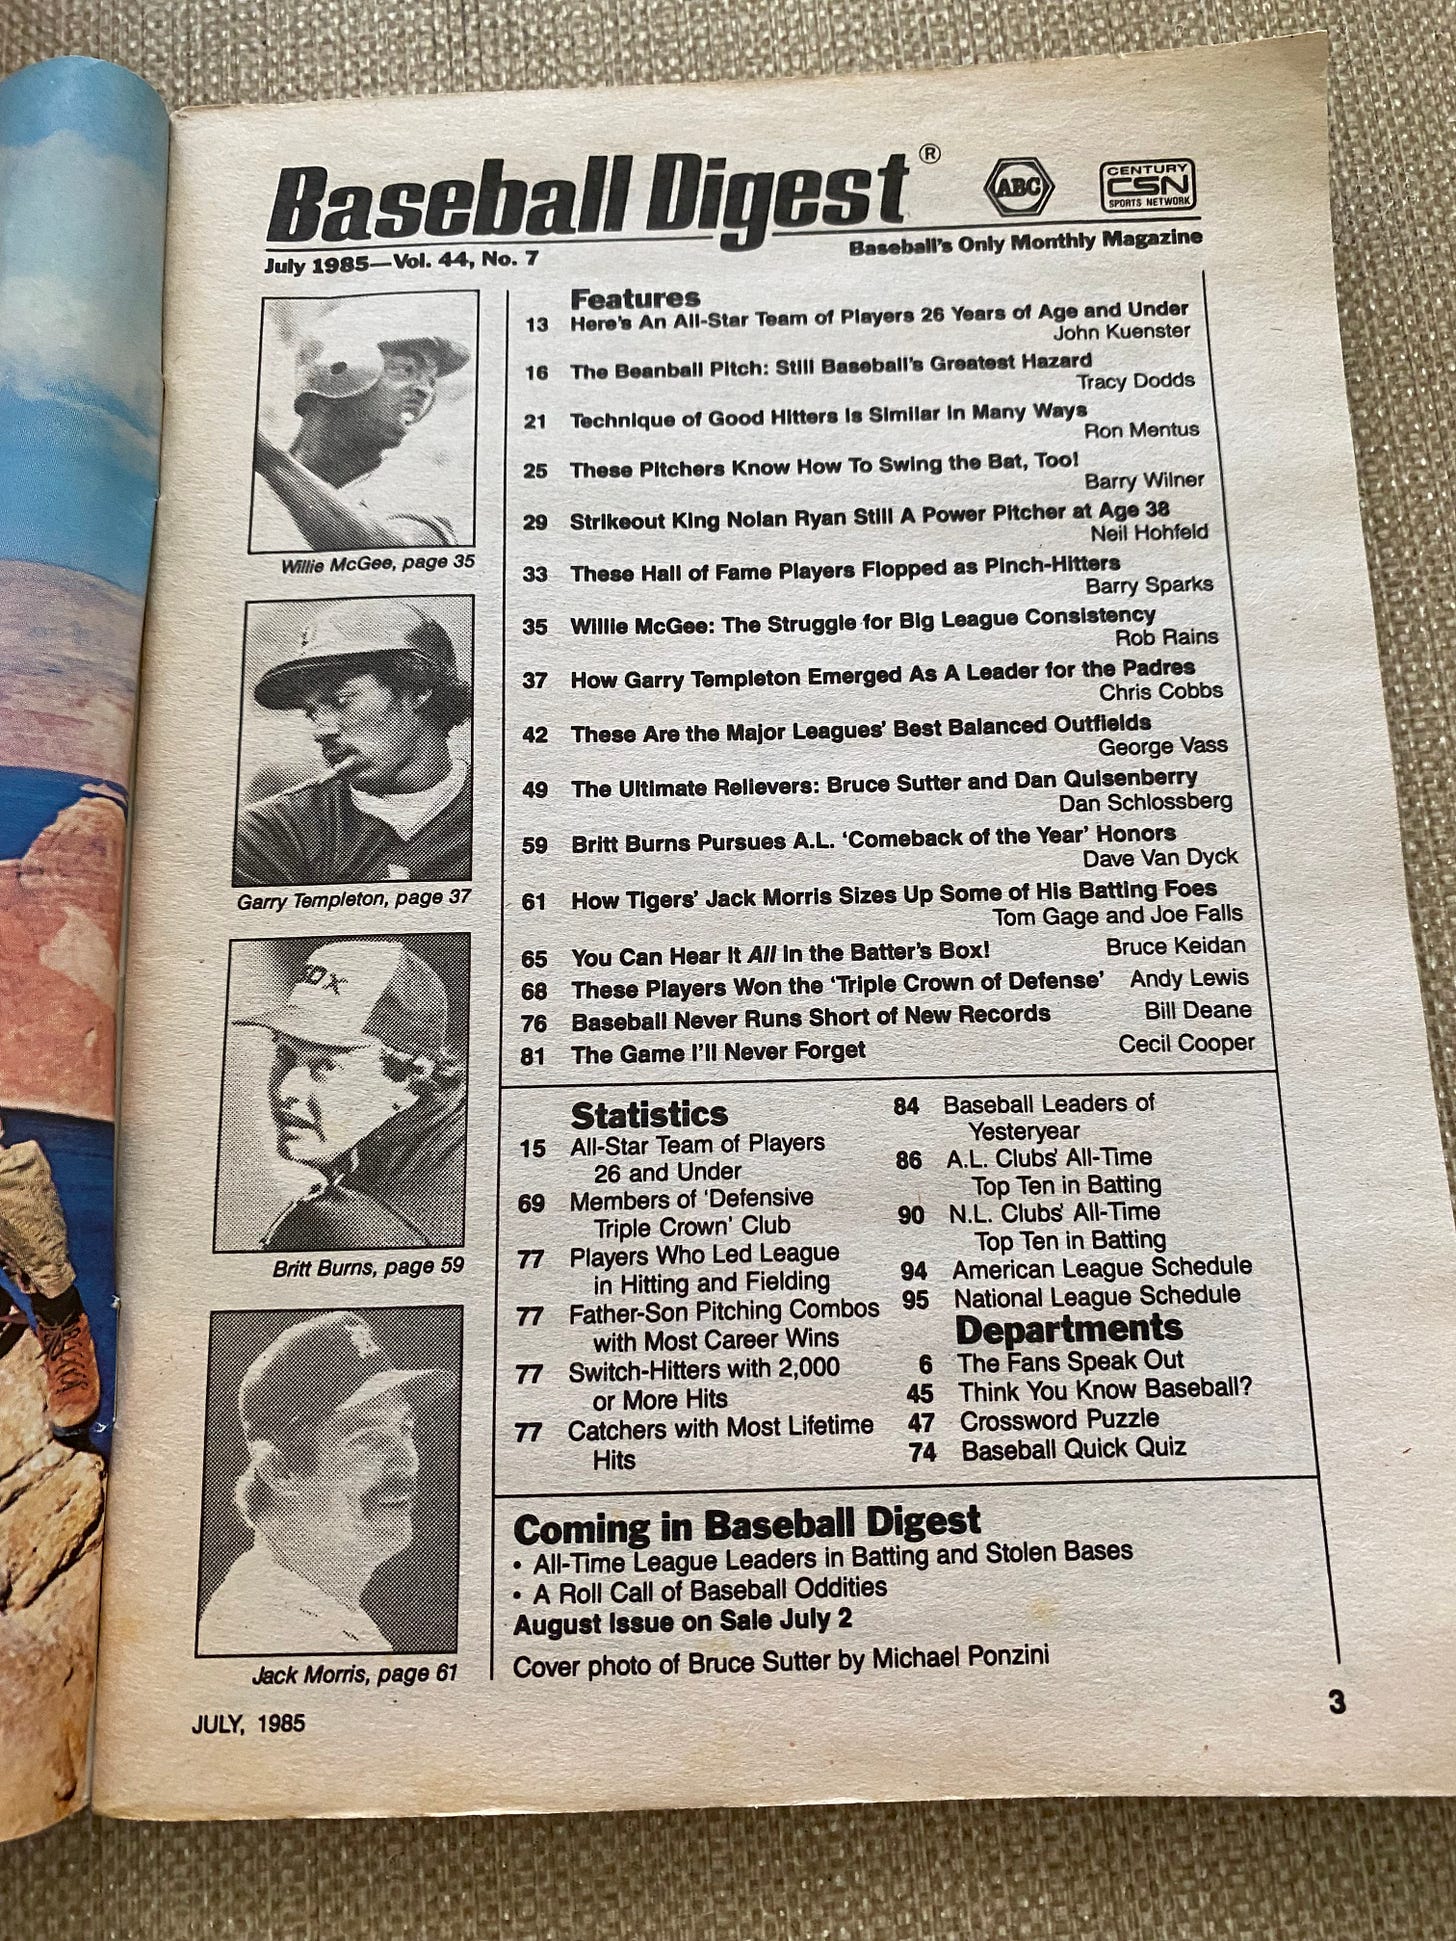 Baseball Digest®
ABC
CENTURY
CSN
SPORTS NETWORK
July 1985—Vol. 44, No. 7
Baseball's Only Monthly Magazine
Willie McGee, page 35
SOX
Garry Templeton, page 37
Britt Burns, page 59
Jack Morris, page 61
Features
13 Here's An All-Star Team of Players 26 Years of Age and Under
John Kuenster
16 The Beanball Pitch: Still Baseball's Greatest Hazard
Tracy Dodds
21 Technique of Good Hitters Is Similar in Many Ways
Ron Mentus
25 These Pitchers Know How To Swing the Bat, Too!
Barry Wilner
29 Strikeout King Nolan Ryan Still A Power Pitcher at Age 38
Neil Hohfeld
33 These Hall of Fame Players Flopped as Pinch-Hitters
Barry Sparks
35 Willie McGee: The Struggle for Big League Consistency
Rob Rains
37 How Garry Templeton Emerged As A Leader for the Padres
Chris Cobbs
42 These Are the Major Leagues' Best Balanced Outfields
George Vass
49 The Ultimate Relievers: Bruce Sutter and Dan Quisenberry
Dan Schlossberg
59 Britt Burns Pursues A.L. 'Comeback of the Year' Honors
Dave Van Dyck
61 How Tigers' Jack Morris Sizes Up Some of His Batting Foes
Tom Gage and Joe Falls
65 You Can Hear It All in the Batter's Box! Bruce Keidan
68 These Players Won the 'Triple Crown of Defense' Andy Lewis
76 Baseball Never Runs Short of New Records Bill Deane
81 The Game I'll Never Forget Cecil Cooper
Statistics
15 All-Star Team of Players
26 and Under
69 Members of 'Defensive
Triple Crown' Club
77 Players Who Led League
in Hitting and Fielding
77 Father-Son Pitching Combos
with Most Career Wins
77 Switch-Hitters with 2,000
or More Hits
77 Catchers with Most Lifetime
Hits
84 Baseball Leaders of
Yesteryear
86 A.L. Clubs' All-Time
Top Ten in Batting
90 N.L. Clubs' All-Time
Top Ten in Batting
94 American League Schedule
95 National League Schedule
Departments
6 The Fans Speak Out
45 Think You Know Baseball?
47 Crossword Puzzle
74 Baseball Quick Quiz
Coming in Baseball Digest
• All-Time League Leaders in Batting and Stolen Bases
• A Roll Call of Baseball Oddities
August Issue on Sale July 2
Cover photo of Bruce Sutter by Michael Ponzini
JULY, 1985
3